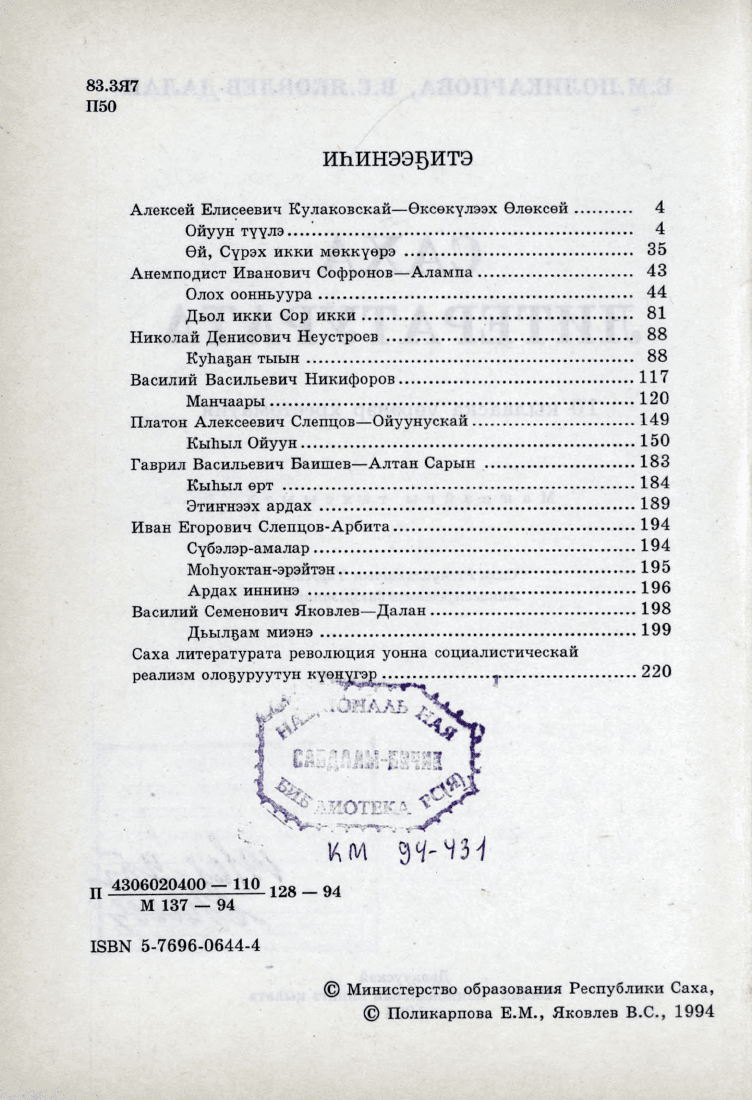 83.3Я7
П50
ИҺИНЭЭҔИТЭ
Алексей Елисеевич Кулаковскай—Өксөкүлээх Өлөксөй .......... 4
Ойуун түүлэ .......... 4
Өй, Сүрэх икки мөккүөрэ .......... 35
Анемподист Иванович Софронов—Алампа .......... 43
Олох оонньуура .......... 44
Дьол икки Сор икки .......... 81
Николай Денисович Неустроев .......... 88
Куһаҕан тыын .......... 88
Василий Васильевич Никифоров .......... 117
Манчаары .......... 120
Платон Алексеевич Слепцов—Ойуунускай .......... 149
Кыһыл Ойуун .......... 150
Гаврил Васильевич Баишев—Алтан Сарын .......... 183
Кыһыл өрт .......... 184
Этиҥнээх ардах .......... 189
Иван Егорович Слепцов-Арбита .......... 194
Сүбэлэр-амалар .......... 194
Моһуоктан-эрэйтэн .......... 195
Ардах иннинэ .......... 196
Василий Семенович Яковлев—Далан .......... 198
Дьылҕам миэнэ .......... 199
Саха литературата революция уонна социалистическай
реализм олоҕуруутун күөнүгэр .......... 220
НАЦИОНАЛЬНАЯ
БИБЛИОТЕКА РС(Я)
КМ 94-431
П 4306020400 — 110 128 — 94
М 137 — 94
ISBN 5-7696-0644-4
© Министерство образования Республики Саха,
© Поликарпова Е.М., Яковлев В.С., 1994